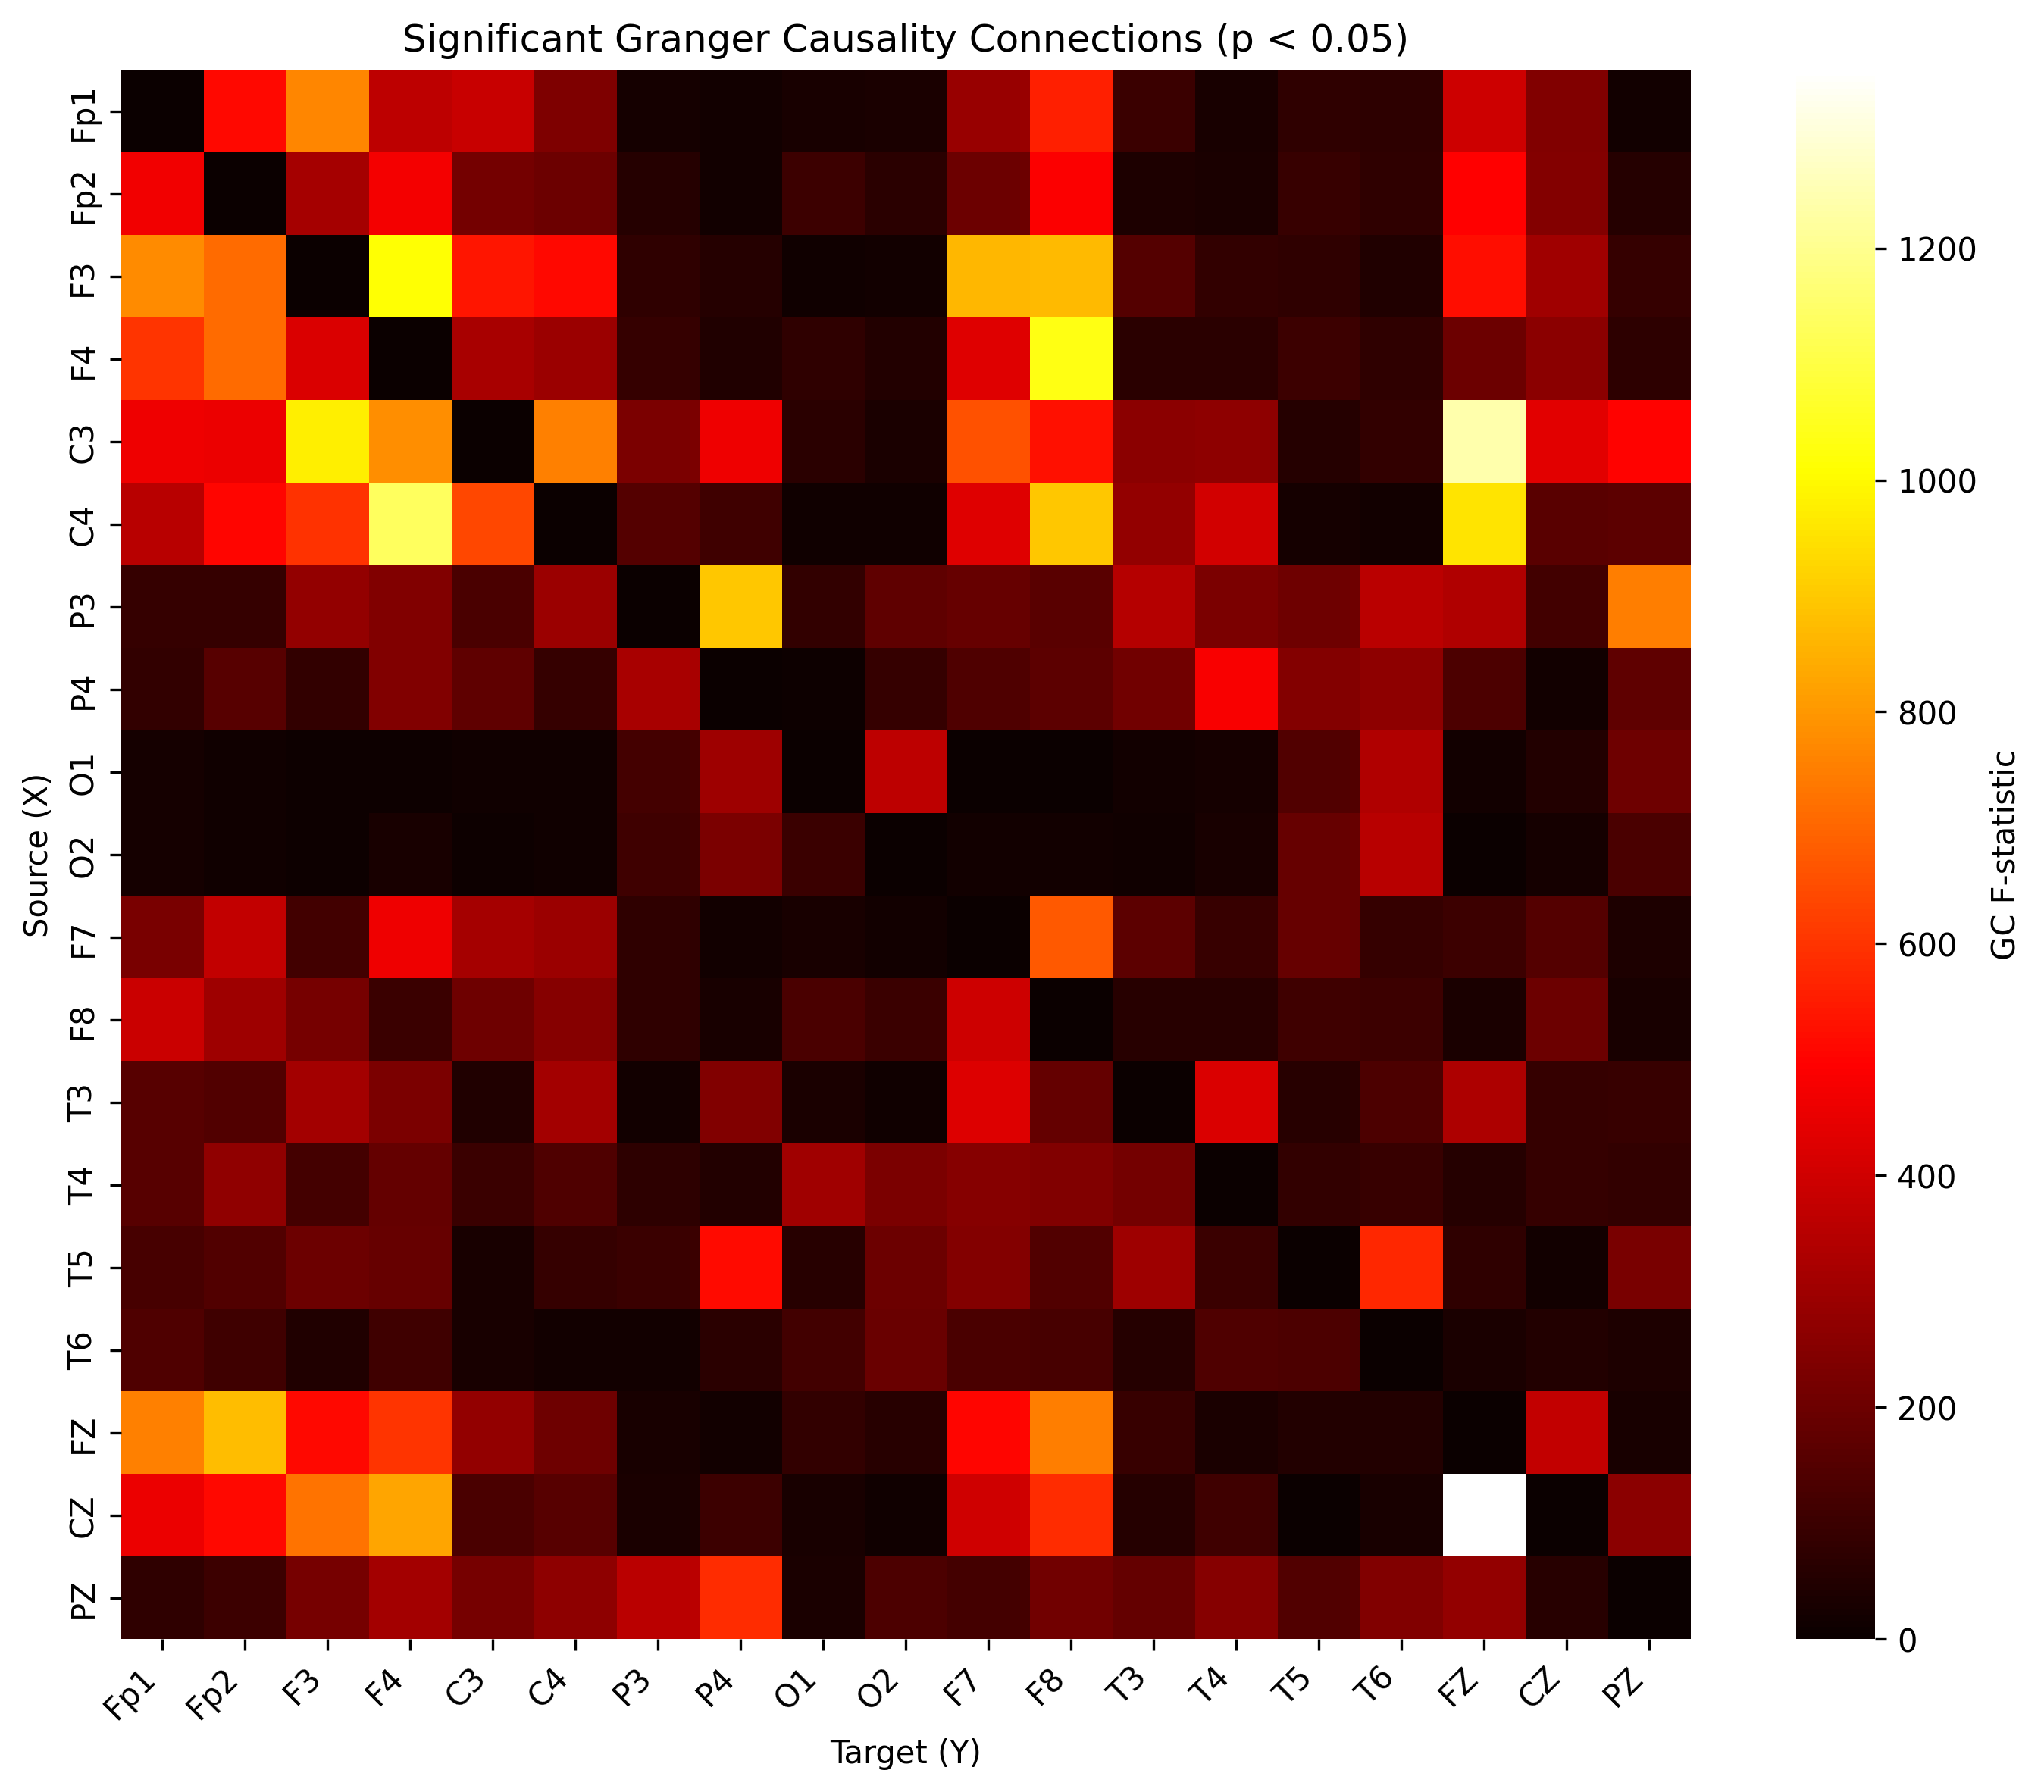 Significant Granger Causality Connections (p < 0.05)
Source (X)
Fp1
Fp2
F3
F4
C3
C4
P3
P4
O1
O2
F7
F8
T3
T4
T5
T6
FZ
CZ
PZ
Fp1 Fp2 F3 F4 C3 C4 P3 P4 O1 O2 F7 F8 T3 T4 T5 T6 FZ CZ PZ
Target (Y)
1200
1000
800
600
400
200
0
GC F-statistic